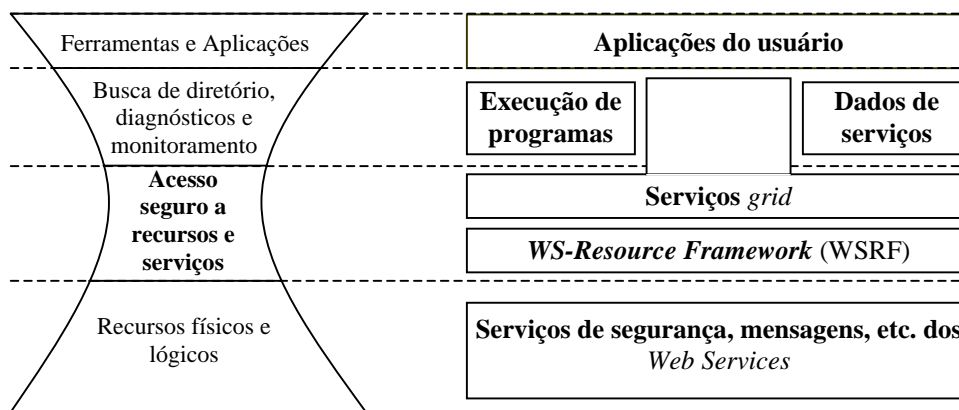 Ferramentas e Aplicações
Aplicações do usuário
Busca de diretório,
diagnósticos e
monitoramento
Execução de
programas
Dados de
serviços
Acesso
seguro a
recursos e
serviços
Serviços grid
WS-Resource Framework (WSRF)
Recursos físicos e
lógicos
Serviços de segurança, mensagens, etc. dos
Web Services